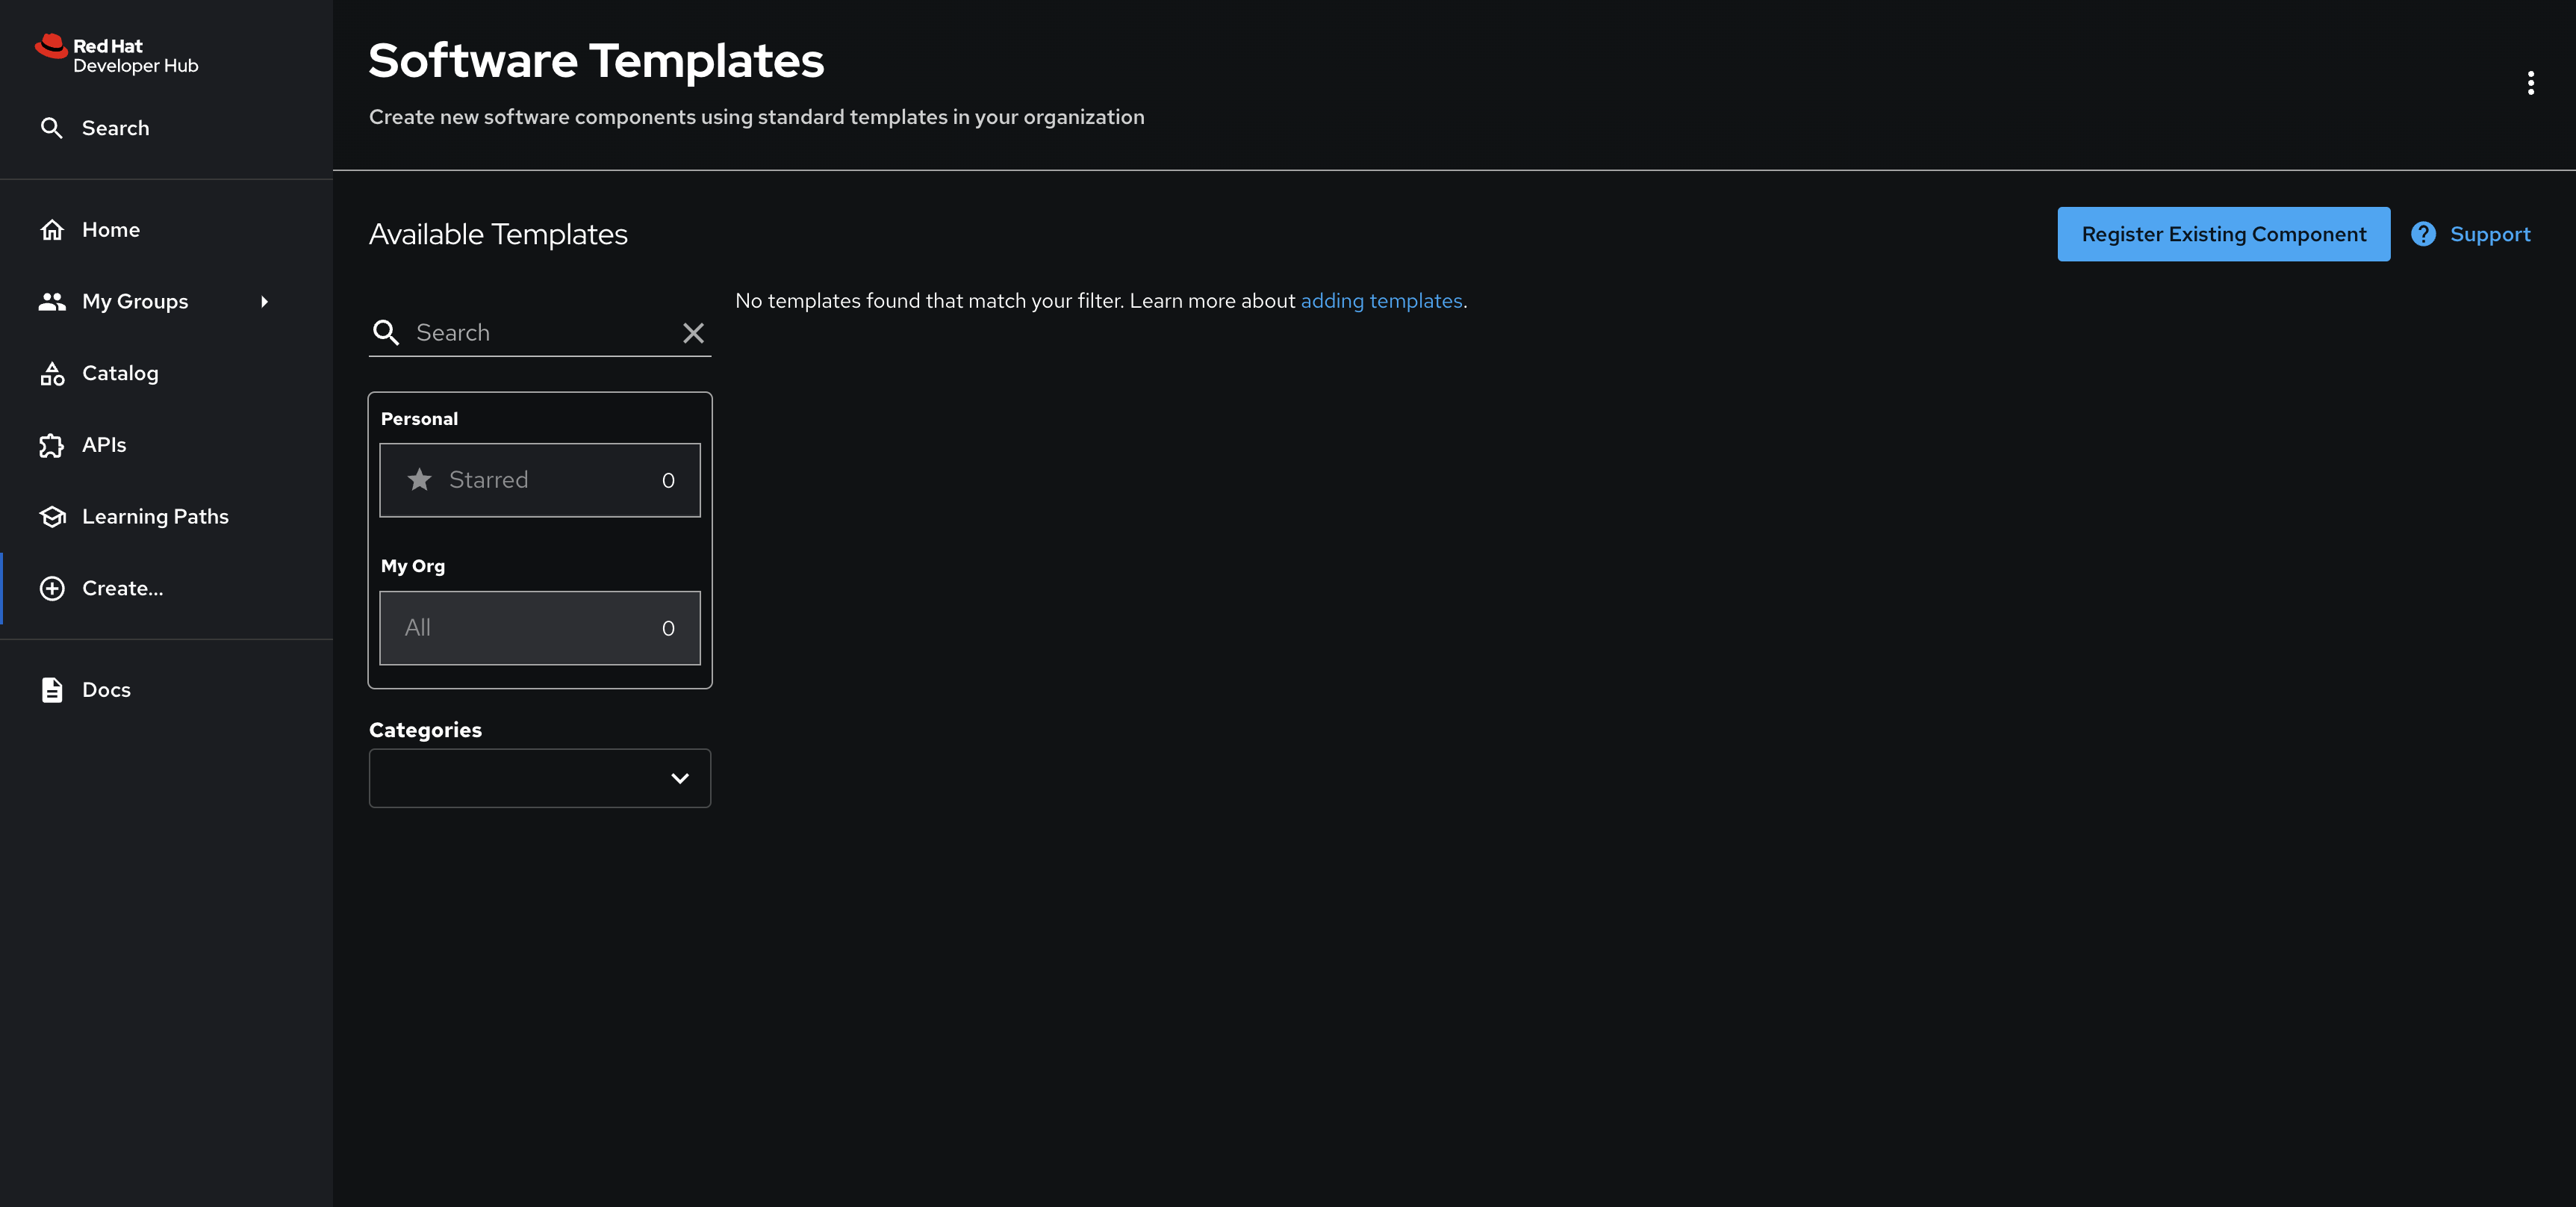 Red Hat
Developer Hub
Search
Home
My Groups
Catalog
APIs
Learning Paths
Create...
Docs
Software Templates
Create new software components using standard templates in your organization
Available Templates
Register Existing Component
? Support
No templates found that match your filter. Learn more about adding templates.
Search
Personal
Starred 0
My Org
All 0
Categories